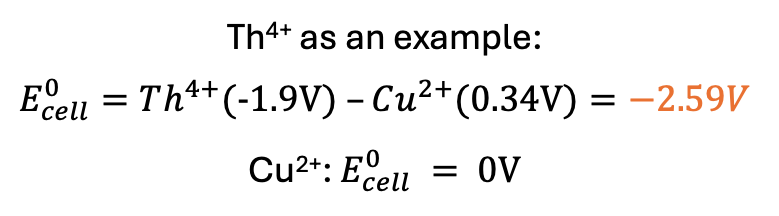 Th⁴⁺ as an example:
E⁰cell = Th⁴⁺(-1.9V) – Cu²⁺(0.34V) = −2.59V
Cu²⁺: E⁰cell = 0V